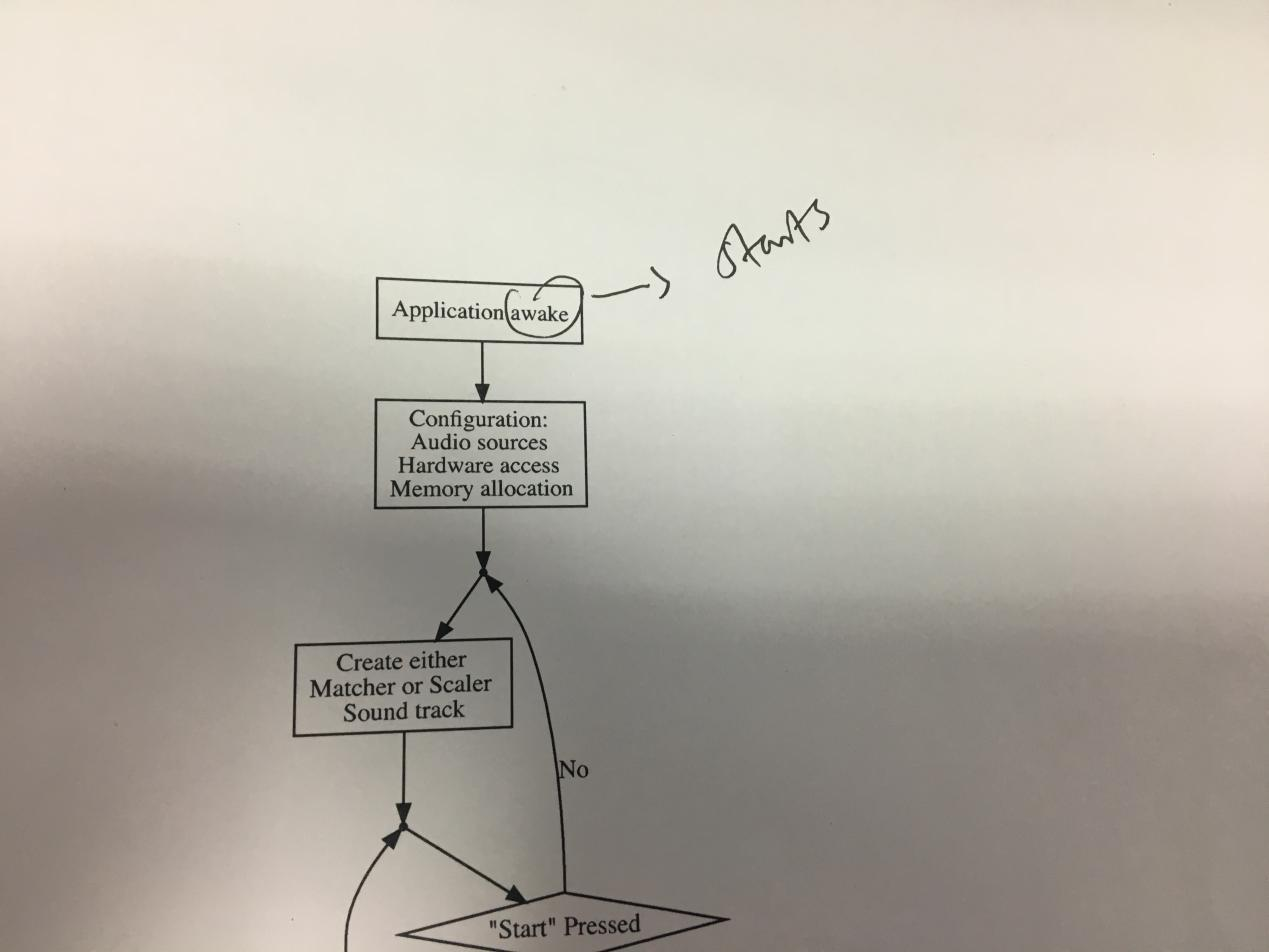 starts
Application awake
Configuration:
Audio sources
Hardware access
Memory allocation
Create either
Matcher or Scaler
Sound track
No
"Start" Pressed